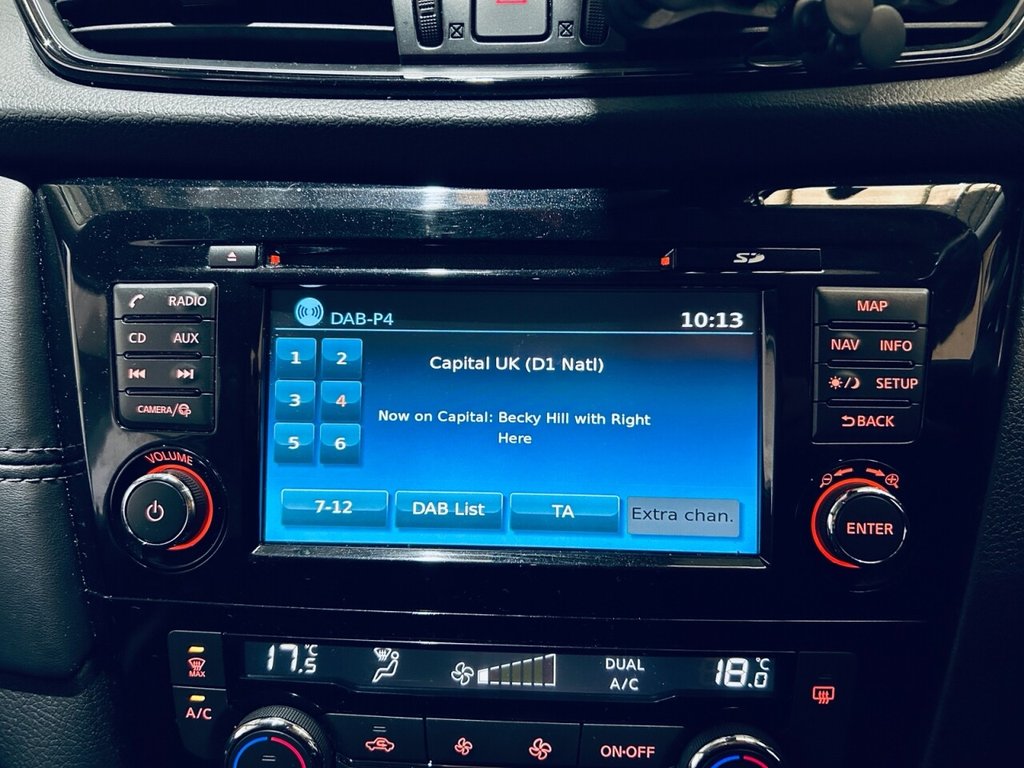 DAB-P4
10:13
1 2
3 4
5 6
Capital UK (D1 Natl)
Now on Capital: Becky Hill with Right
Here
7-12
DAB List
TA
Extra chan.
SD
RADIO
CD AUX
CAMERA/
VOLUME
MAP
NAV INFO
SETUP
BACK
ENTER
MAX
A/C
17.5°C
DUAL
A/C
18.0°C
ON·OFF